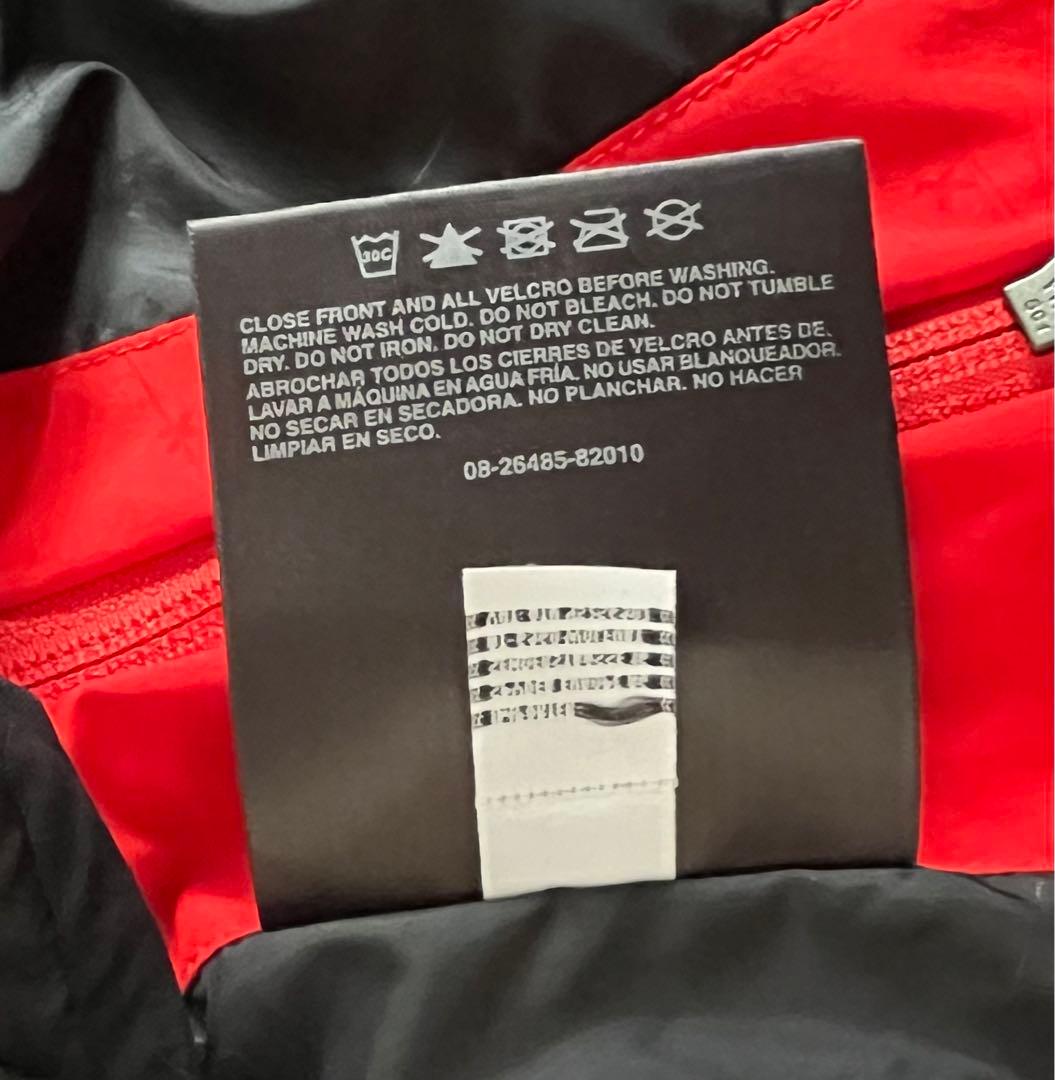 30C
CLOSE FRONT AND ALL VELCRO BEFORE WASHING.
MACHINE WASH COLD. DO NOT BLEACH. DO NOT TUMBLE
DRY. DO NOT IRON. DO NOT DRY CLEAN.
ABROCHAR TODOS LOS CIERRES DE VELCRO ANTES DE.
LAVAR A MÁQUINA EN AGUA FRÍA. NO USAR BLANQUEADOR.
NO SECAR EN SECADORA. NO PLANCHAR. NO HACER
LIMPIAR EN SECO.
08-26485-82010